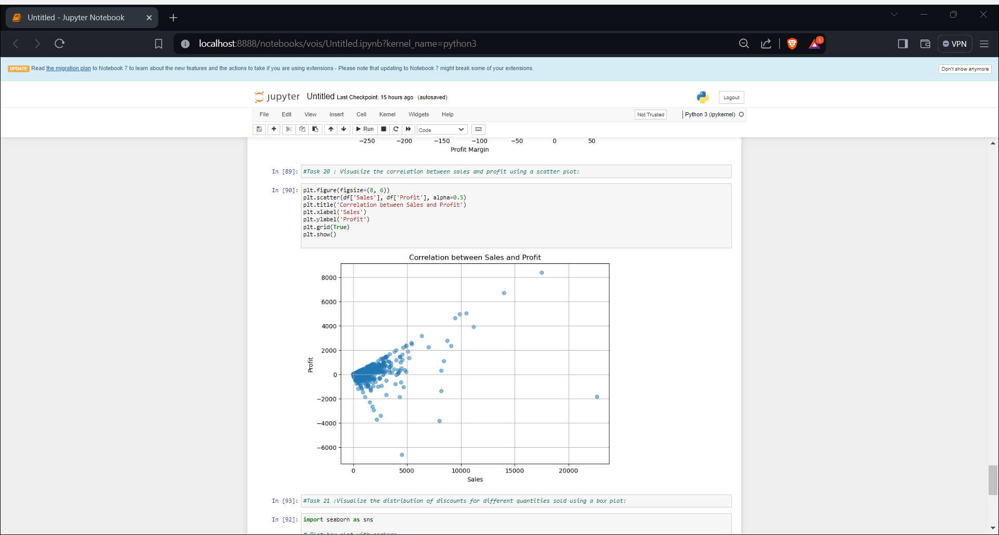 Untitled - Jupyter Notebook
localhost:8888/notebooks/vois/Untitled.ipynb?kernel_name=python3
1
VPN
UPDATE Read the migration plan to Notebook 7 to learn about the new features and the actions to take if you are using extensions - Please note that updating to Notebook 7 might break some of your extensions.
Don't show anymore
jupyter Untitled Last Checkpoint: 15 hours ago (autosaved)
Logout
File Edit View Insert Cell Kernel Widgets Help
Not Trusted
Python 3 (ipykernel)
Run
Code
−250 −200 −150 −100 −50 0 50
Profit Margin
In [89]: #Task 20 : Visualize the correlation between sales and profit using a scatter plot:
In [90]: plt.figure(figsize=(8, 6))
plt.scatter(df['Sales'], df['Profit'], alpha=0.5)
plt.title('Correlation between Sales and Profit')
plt.xlabel('Sales')
plt.ylabel('Profit')
plt.grid(True)
plt.show()
Correlation between Sales and Profit
8000
6000
4000
2000
0
−2000
−4000
−6000
Profit
0 5000 10000 15000 20000
Sales
In [93]: #Task 21 :Visualize the distribution of discounts for different quantities sold using a box plot:
In [92]: import seaborn as sns